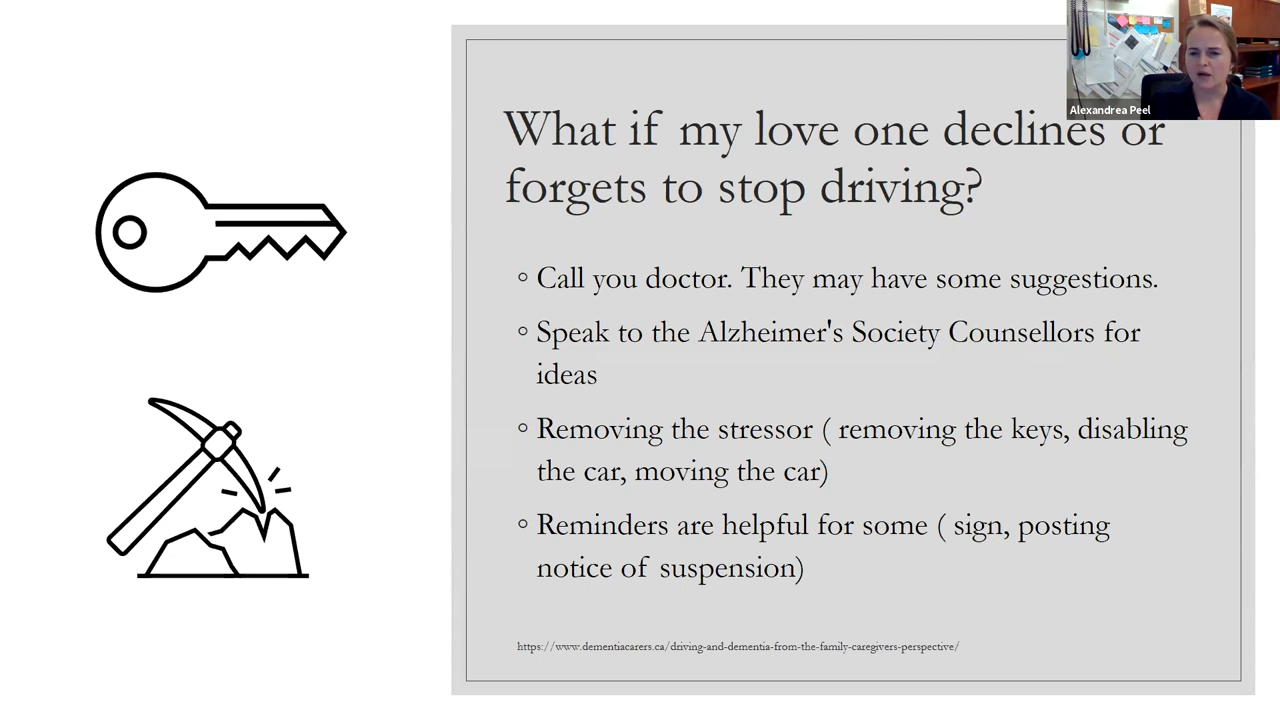 Alexandrea Peel
What if my love one declines or
forgets to stop driving?
Call you doctor. They may have some suggestions.
Speak to the Alzheimer's Society Counsellors for
ideas
Removing the stressor ( removing the keys, disabling
the car, moving the car)
Reminders are helpful for some ( sign, posting
notice of suspension)
https://www.dementiacarers.ca/driving-and-dementia-from-the-family-caregivers-perspective/